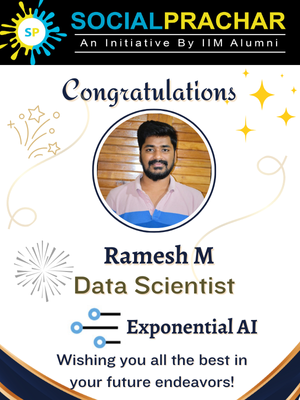 SP
SOCIALPRACHAR
An Initiative By IIM Alumni
Congratulations
Ramesh M
Data Scientist
Exponential AI
Wishing you all the best in
your future endeavors!